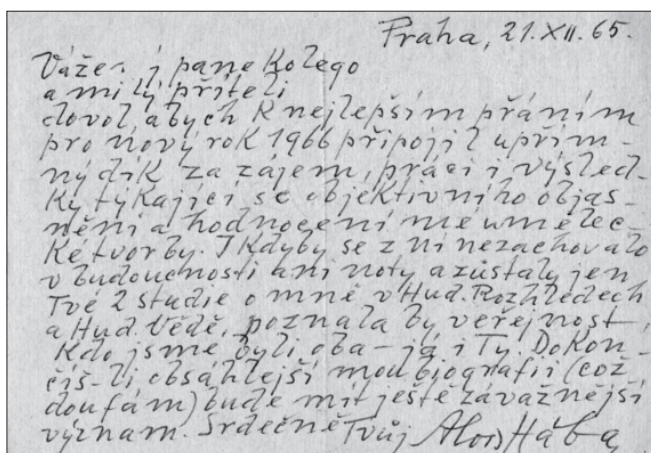 Praha, 21. XII. 65.
Vážený pane kolego
a milý příteli
dovol abych k nejlepším přáním
pro nový rok 1966 připojil upřím-
ný dík za zájem, práci i výsled-
ky týkající se objektivního objas-
nění a hodnocení mé umělec-
ké tvorby. I kdyby se z ní nezachovalo
v budoucnosti ani noty a zůstaly jen
Tvé 2 studie o mně v Hud. Rozhledech
a Hud. Vědě, poznala by veřejnost,
kdo jsme byli oba – já i Ty. Dokon-
číš-li obsáhlejší mou biografii (což
doufám) bude mít ještě závažnější
význam. Srdečně Tvůj Alois Hába